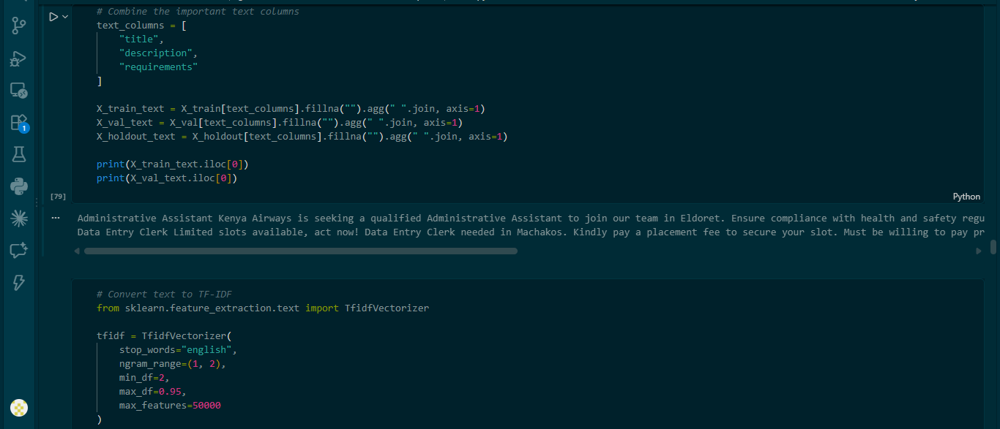 # Combine the important text columns
text_columns = [
"title",
"description",
"requirements"
]
X_train_text = X_train[text_columns].fillna("").agg(" ".join, axis=1)
X_val_text = X_val[text_columns].fillna("").agg(" ".join, axis=1)
X_holdout_text = X_holdout[text_columns].fillna("").agg(" ".join, axis=1)
print(X_train_text.iloc[0])
print(X_val_text.iloc[0])
[79]
Python
1
...
Administrative Assistant Kenya Airways is seeking a qualified Administrative Assistant to join our team in Eldoret. Ensure compliance with health and safety regu
Data Entry Clerk Limited slots available, act now! Data Entry Clerk needed in Machakos. Kindly pay a placement fee to secure your slot. Must be willing to pay pr
# Convert text to TF-IDF
from sklearn.feature_extraction.text import TfidfVectorizer
tfidf = TfidfVectorizer(
stop_words="english",
ngram_range=(1, 2),
min_df=2,
max_df=0.95,
max_features=50000
)